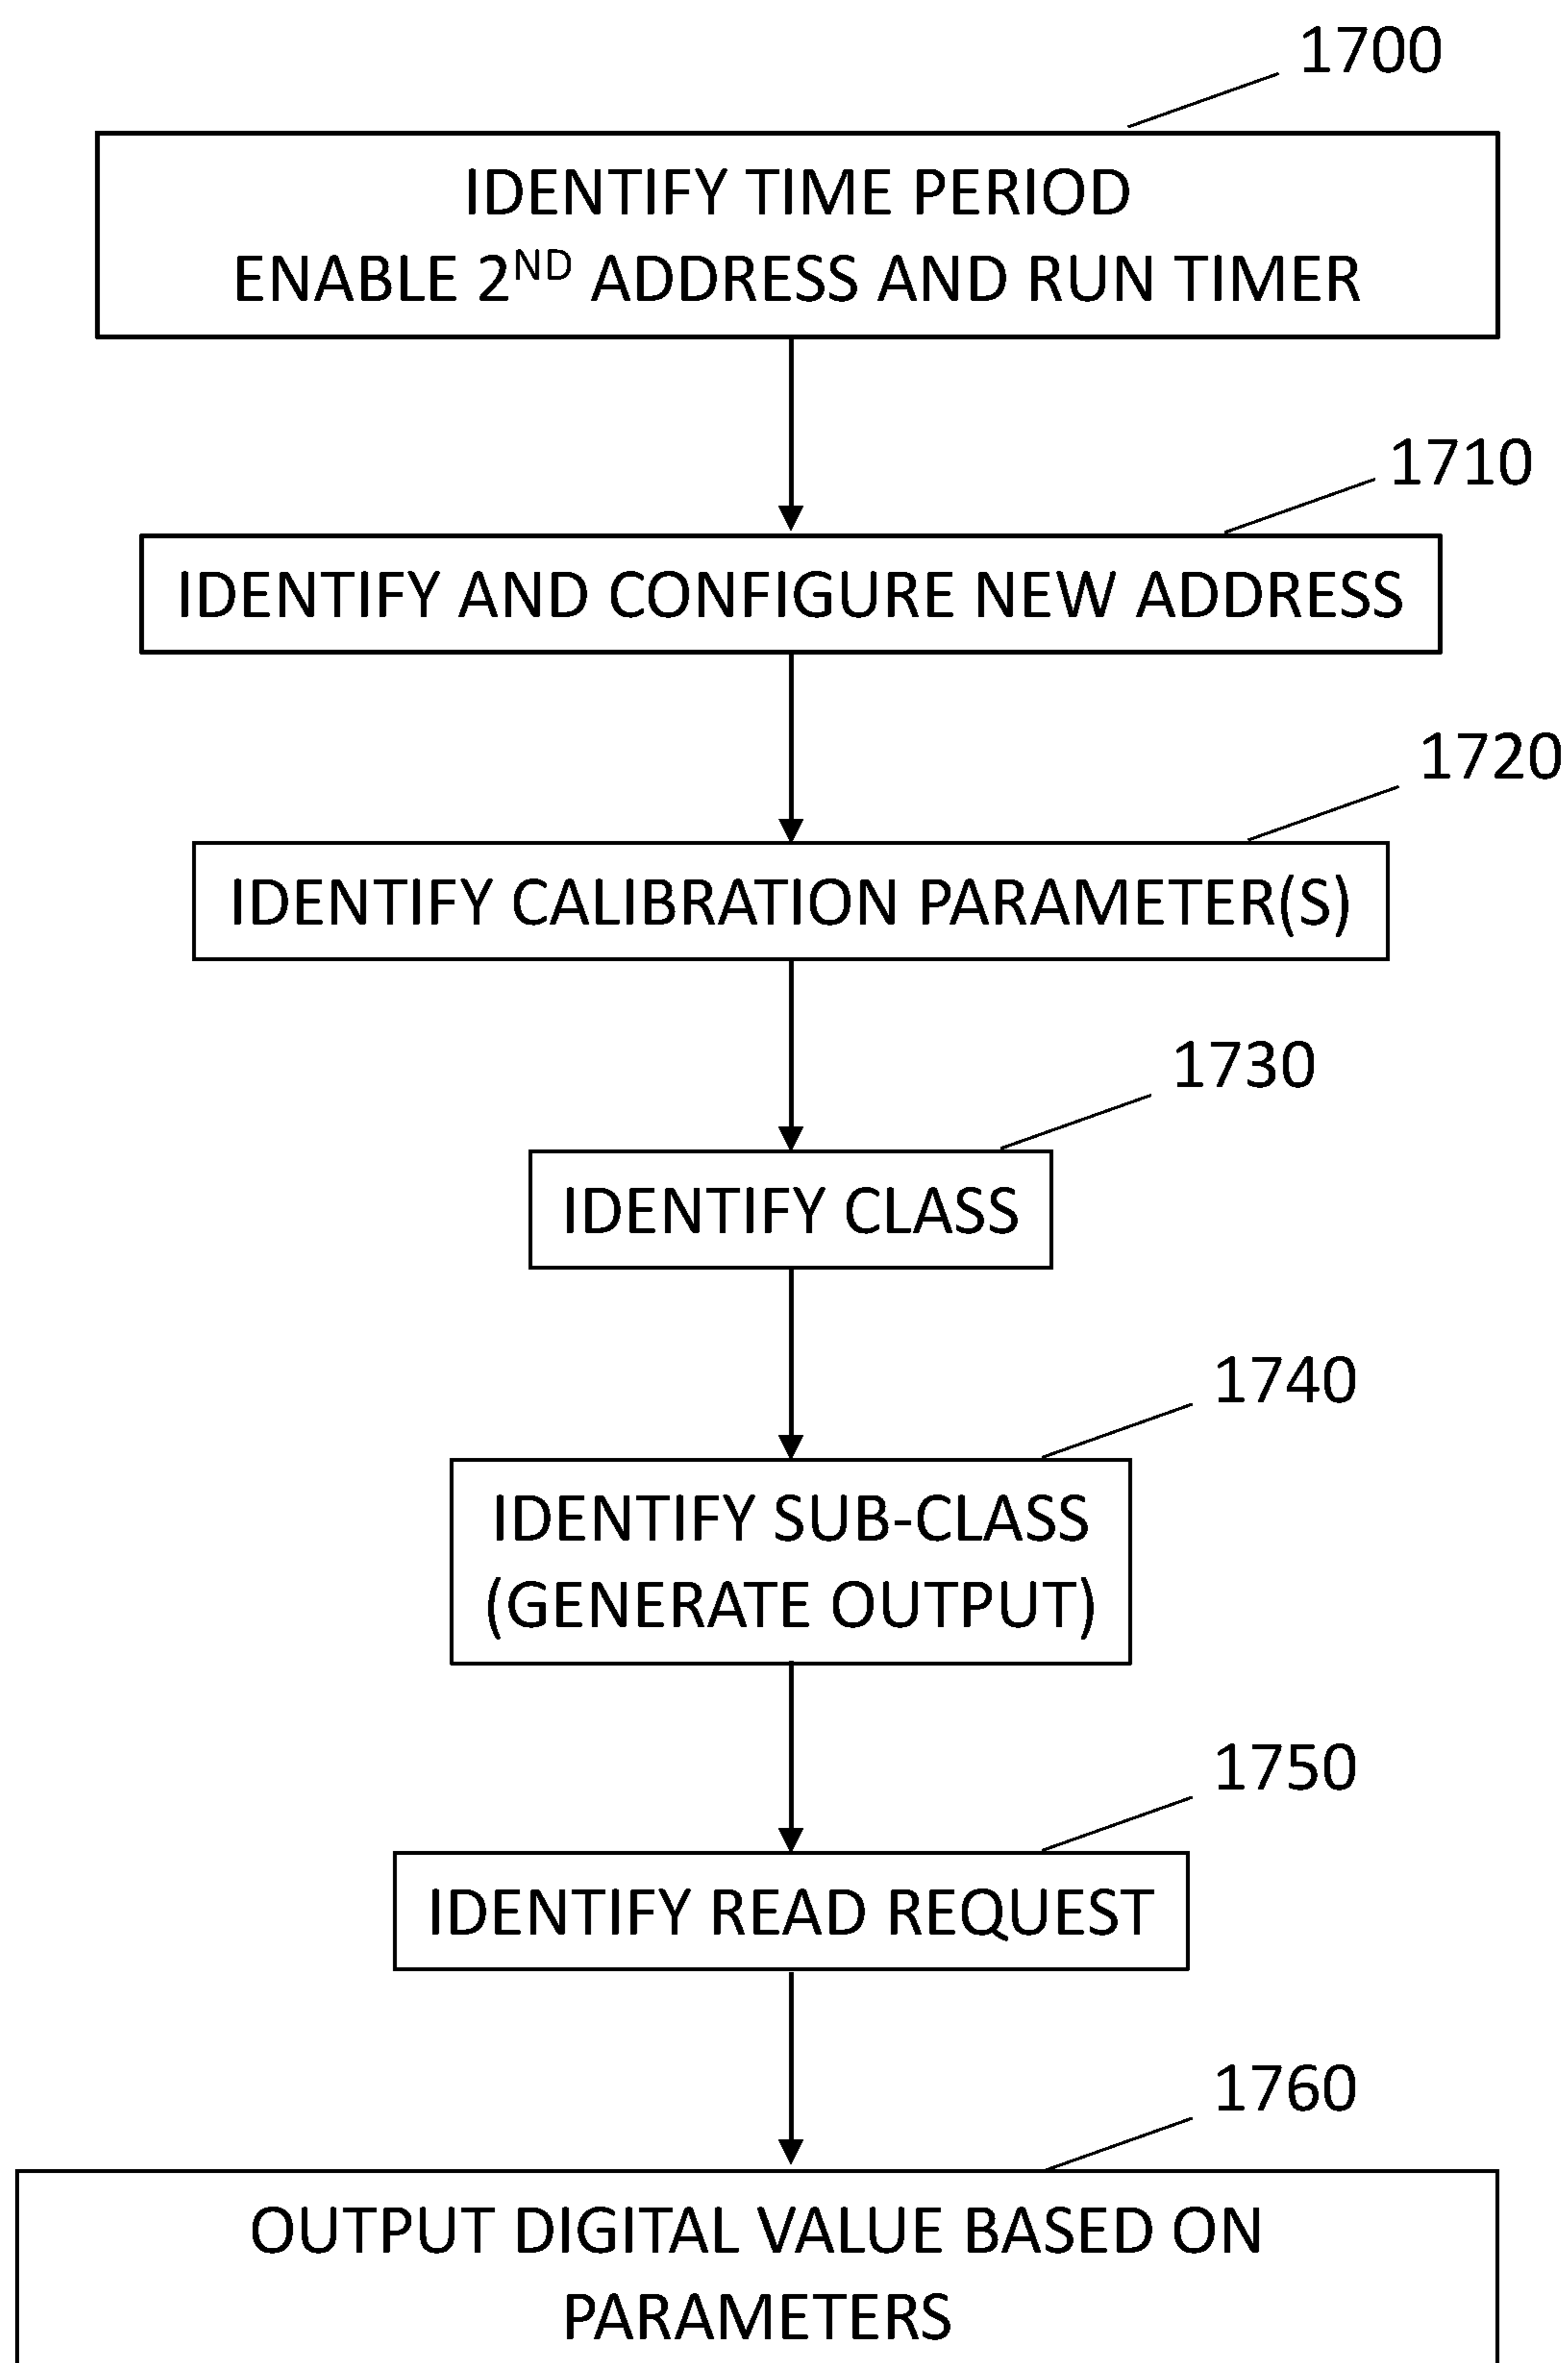 1700
IDENTIFY TIME PERIOD
ENABLE 2ND ADDRESS AND RUN TIMER
1710
IDENTIFY AND CONFIGURE NEW ADDRESS
1720
IDENTIFY CALIBRATION PARAMETER(S)
1730
IDENTIFY CLASS
1740
IDENTIFY SUB-CLASS
(GENERATE OUTPUT)
1750
IDENTIFY READ REQUEST
1760
OUTPUT DIGITAL VALUE BASED ON
PARAMETERS